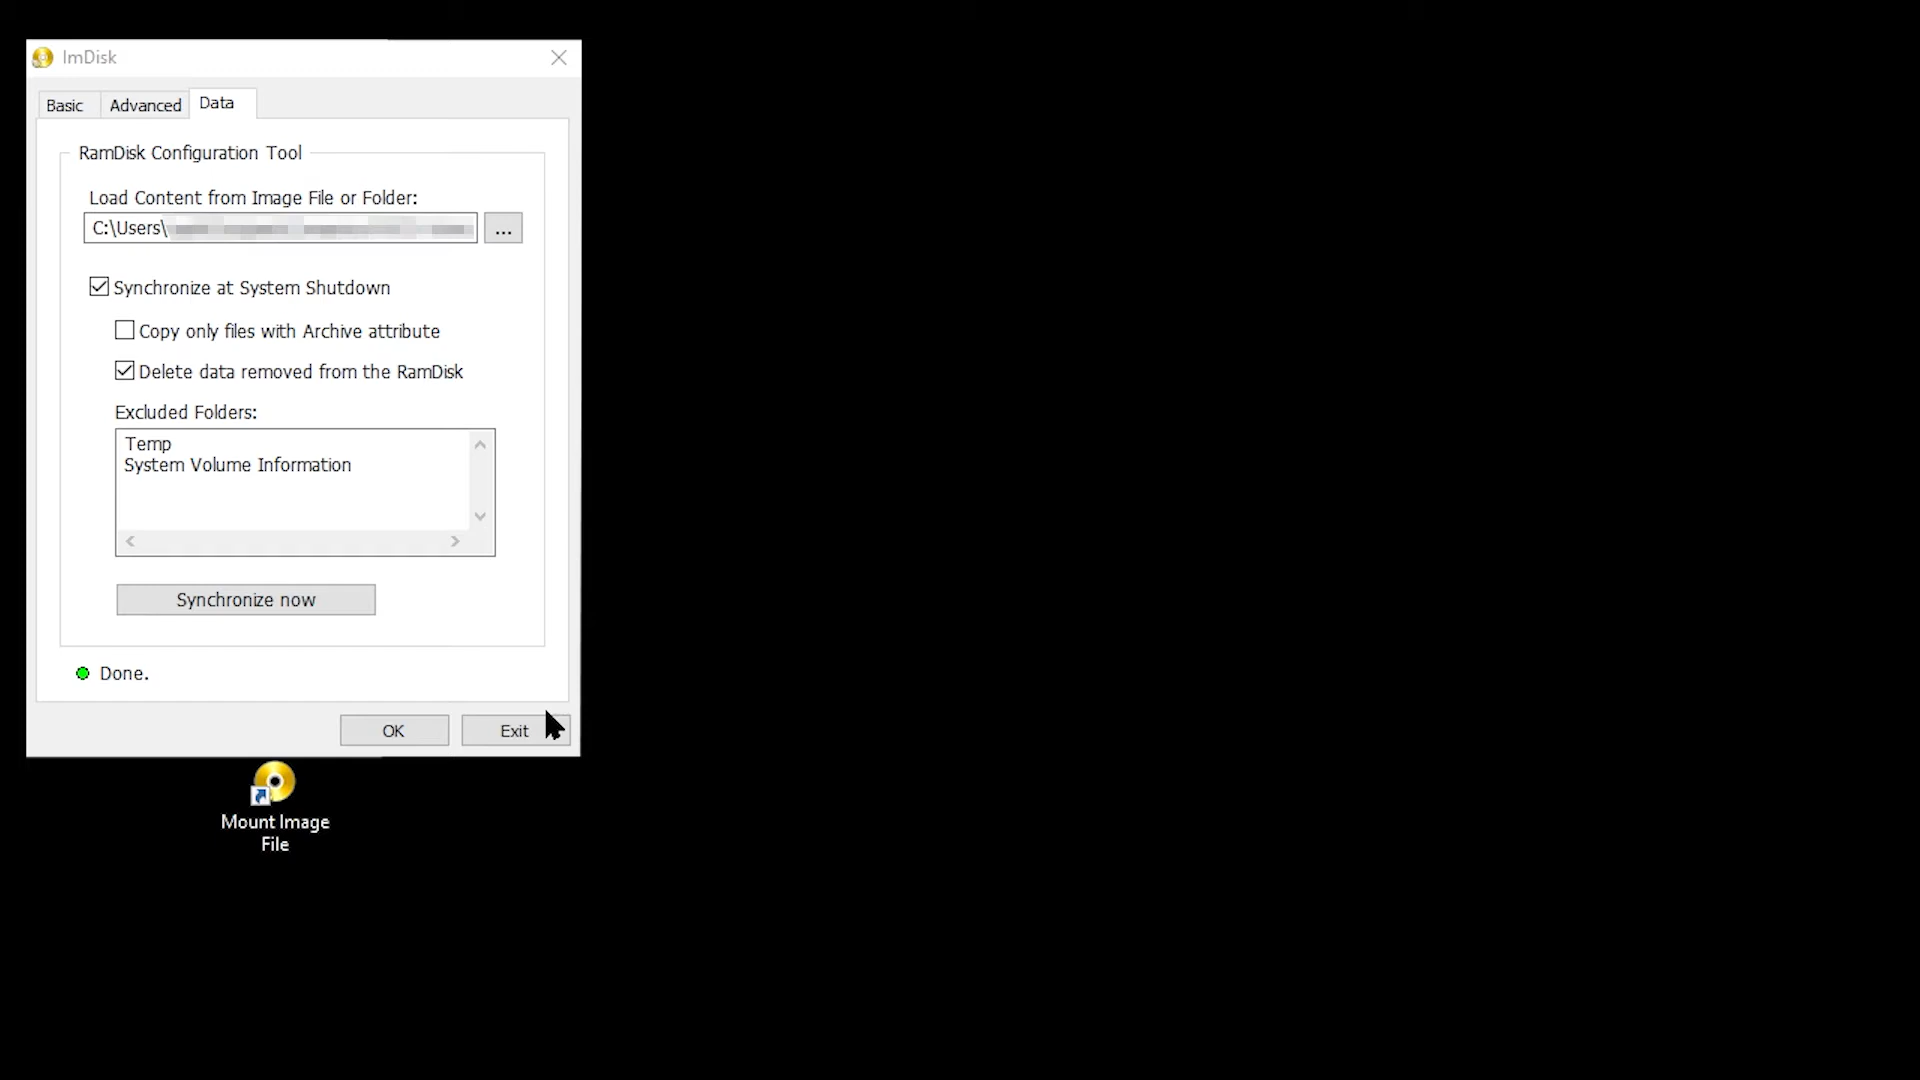 ImDisk
Basic
Advanced
Data
RamDisk Configuration Tool
Load Content from Image File or Folder:
C:\Users\
...
Synchronize at System Shutdown
Copy only files with Archive attribute
Delete data removed from the RamDisk
Excluded Folders:
Temp
System Volume Information
Synchronize now
Done.
OK
Exit
Mount Image
File